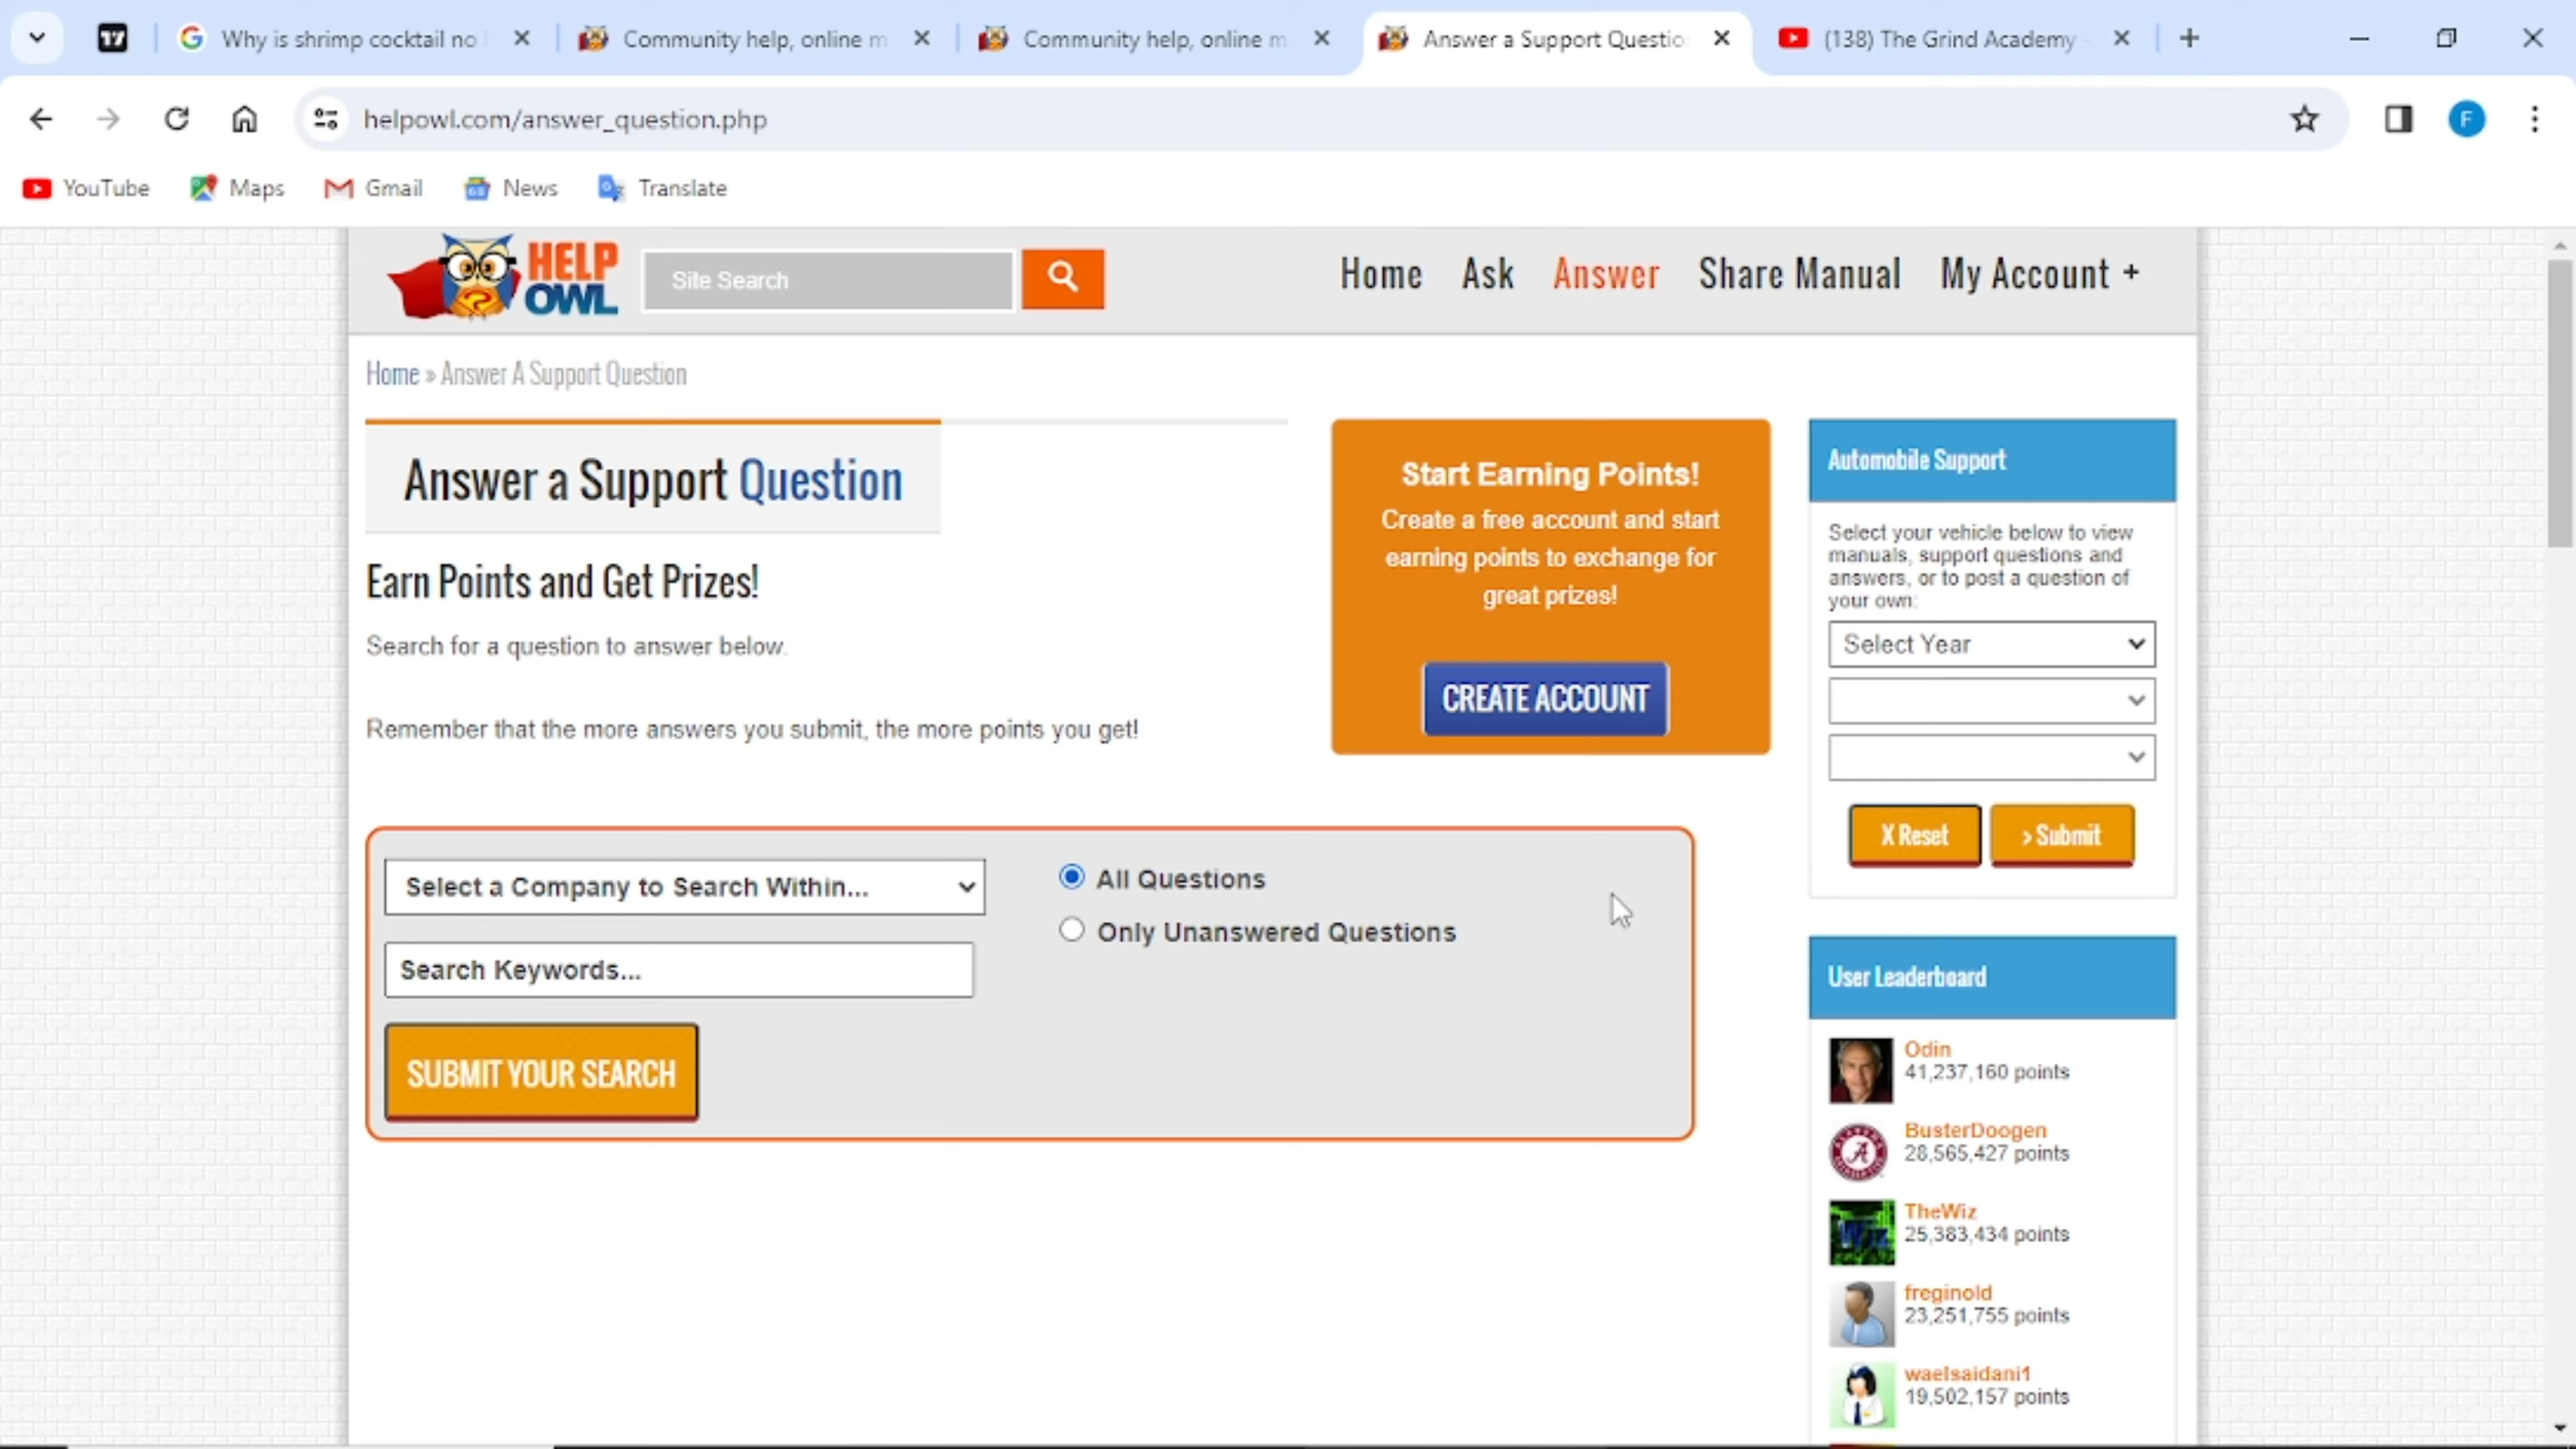 Why is shrimp cocktail no
Community help, online m
Community help, online m
Answer a Support Questio
(138) The Grind Academy -
helpowl.com/answer_question.php
F
YouTube
Maps
Gmail
News
Translate
HELP
OWL
Site Search
Home
Ask
Answer
Share Manual
My Account +
Home » Answer A Support Question
Answer a Support Question
Earn Points and Get Prizes!
Search for a question to answer below.
Remember that the more answers you submit, the more points you get!
Start Earning Points!
Create a free account and start
earning points to exchange for
great prizes!
CREATE ACCOUNT
Select a Company to Search Within...
Search Keywords...
SUBMIT YOUR SEARCH
All Questions
Only Unanswered Questions
Automobile Support
Select your vehicle below to view
manuals, support questions and
answers, or to post a question of
your own:
Select Year
X Reset
> Submit
User Leaderboard
Odin
41,237,160 points
BusterDoogen
28,565,427 points
TheWiz
25,383,434 points
freginold
23,251,755 points
waelsaidani1
19,502,157 points